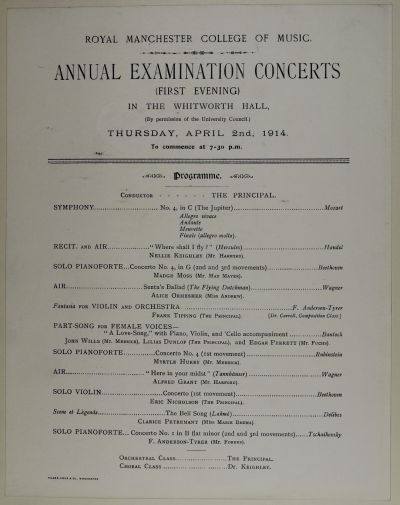 ROYAL MANCHESTER COLLEGE OF MUSIC.
ANNUAL EXAMINATION CONCERTS
(FIRST EVENING)
IN THE WHITWORTH HALL,
(By permission of the University Council.)
THURSDAY, APRIL 2nd, 1914.
To commence at 7-30 p.m.
Programme.
CONDUCTOR - - - - - - THE PRINCIPAL.
SYMPHONY............ No. 4, in C (The Jupiter)............ Mozart
Allegro vivace
Andante
Menuetto
Finale (allegro molto).
RECIT. AND AIR............ "Where shall I fly?" (Hercules)............ Handel
NELLIE KEIGHLEY (MR. HARFORD).
SOLO PIANOFORTE...Concerto No. 4, in G (2nd and 3rd movements)............ Beethoven
MADGE MOSS (MR. MAX MAYER).
AIR............ Senta's Ballad (The Flying Dutchman)............ Wagner
ALICE ORMESHER (MISS ANDREW).
Fantasia for VIOLIN AND ORCHESTRA............ F. Anderson-Tyrer
FRANK TIPPING (THE PRINCIPAL). (Dr. Carroll, Composition Class.)
PART-SONG FOR FEMALE VOICES—
"A Love-Song," with Piano, Violin, and 'Cello accompaniment............ Bantock
JOHN WILLS (MR. MERRICK), LILIAS DUNLOP (THE PRINCIPAL), and EDGAR PERRETT (MR. FUCHS).
SOLO PIANOFORTE............ Concerto No. 4 (1st movement)............ Rubinstein
MYRTLE HURRY (MR. MERRICK).
AIR............ "Here in your midst" (Tannhäuser)............ Wagner
ALFRED GRANT (MR. HARFORD).
SOLO VIOLIN............ Concerto (1st movement)............ Beethoven
ERIC NICHOLSON (THE PRINCIPAL).
Scene et Légende............ The Bell Song (Lakmé)............ Delibes
CLARICE PETREMANT (MISS MARIE BREMA).
SOLO PIANOFORTE... Concerto No. 1 in B flat minor (2nd and 3rd movements)......Tschaikovsky
F. ANDERSON-TYRER (MR. FORBES).
ORCHESTRAL CLASS............ THE PRINCIPAL.
CHORAL CLASS............ DR. KEIGHLEY.